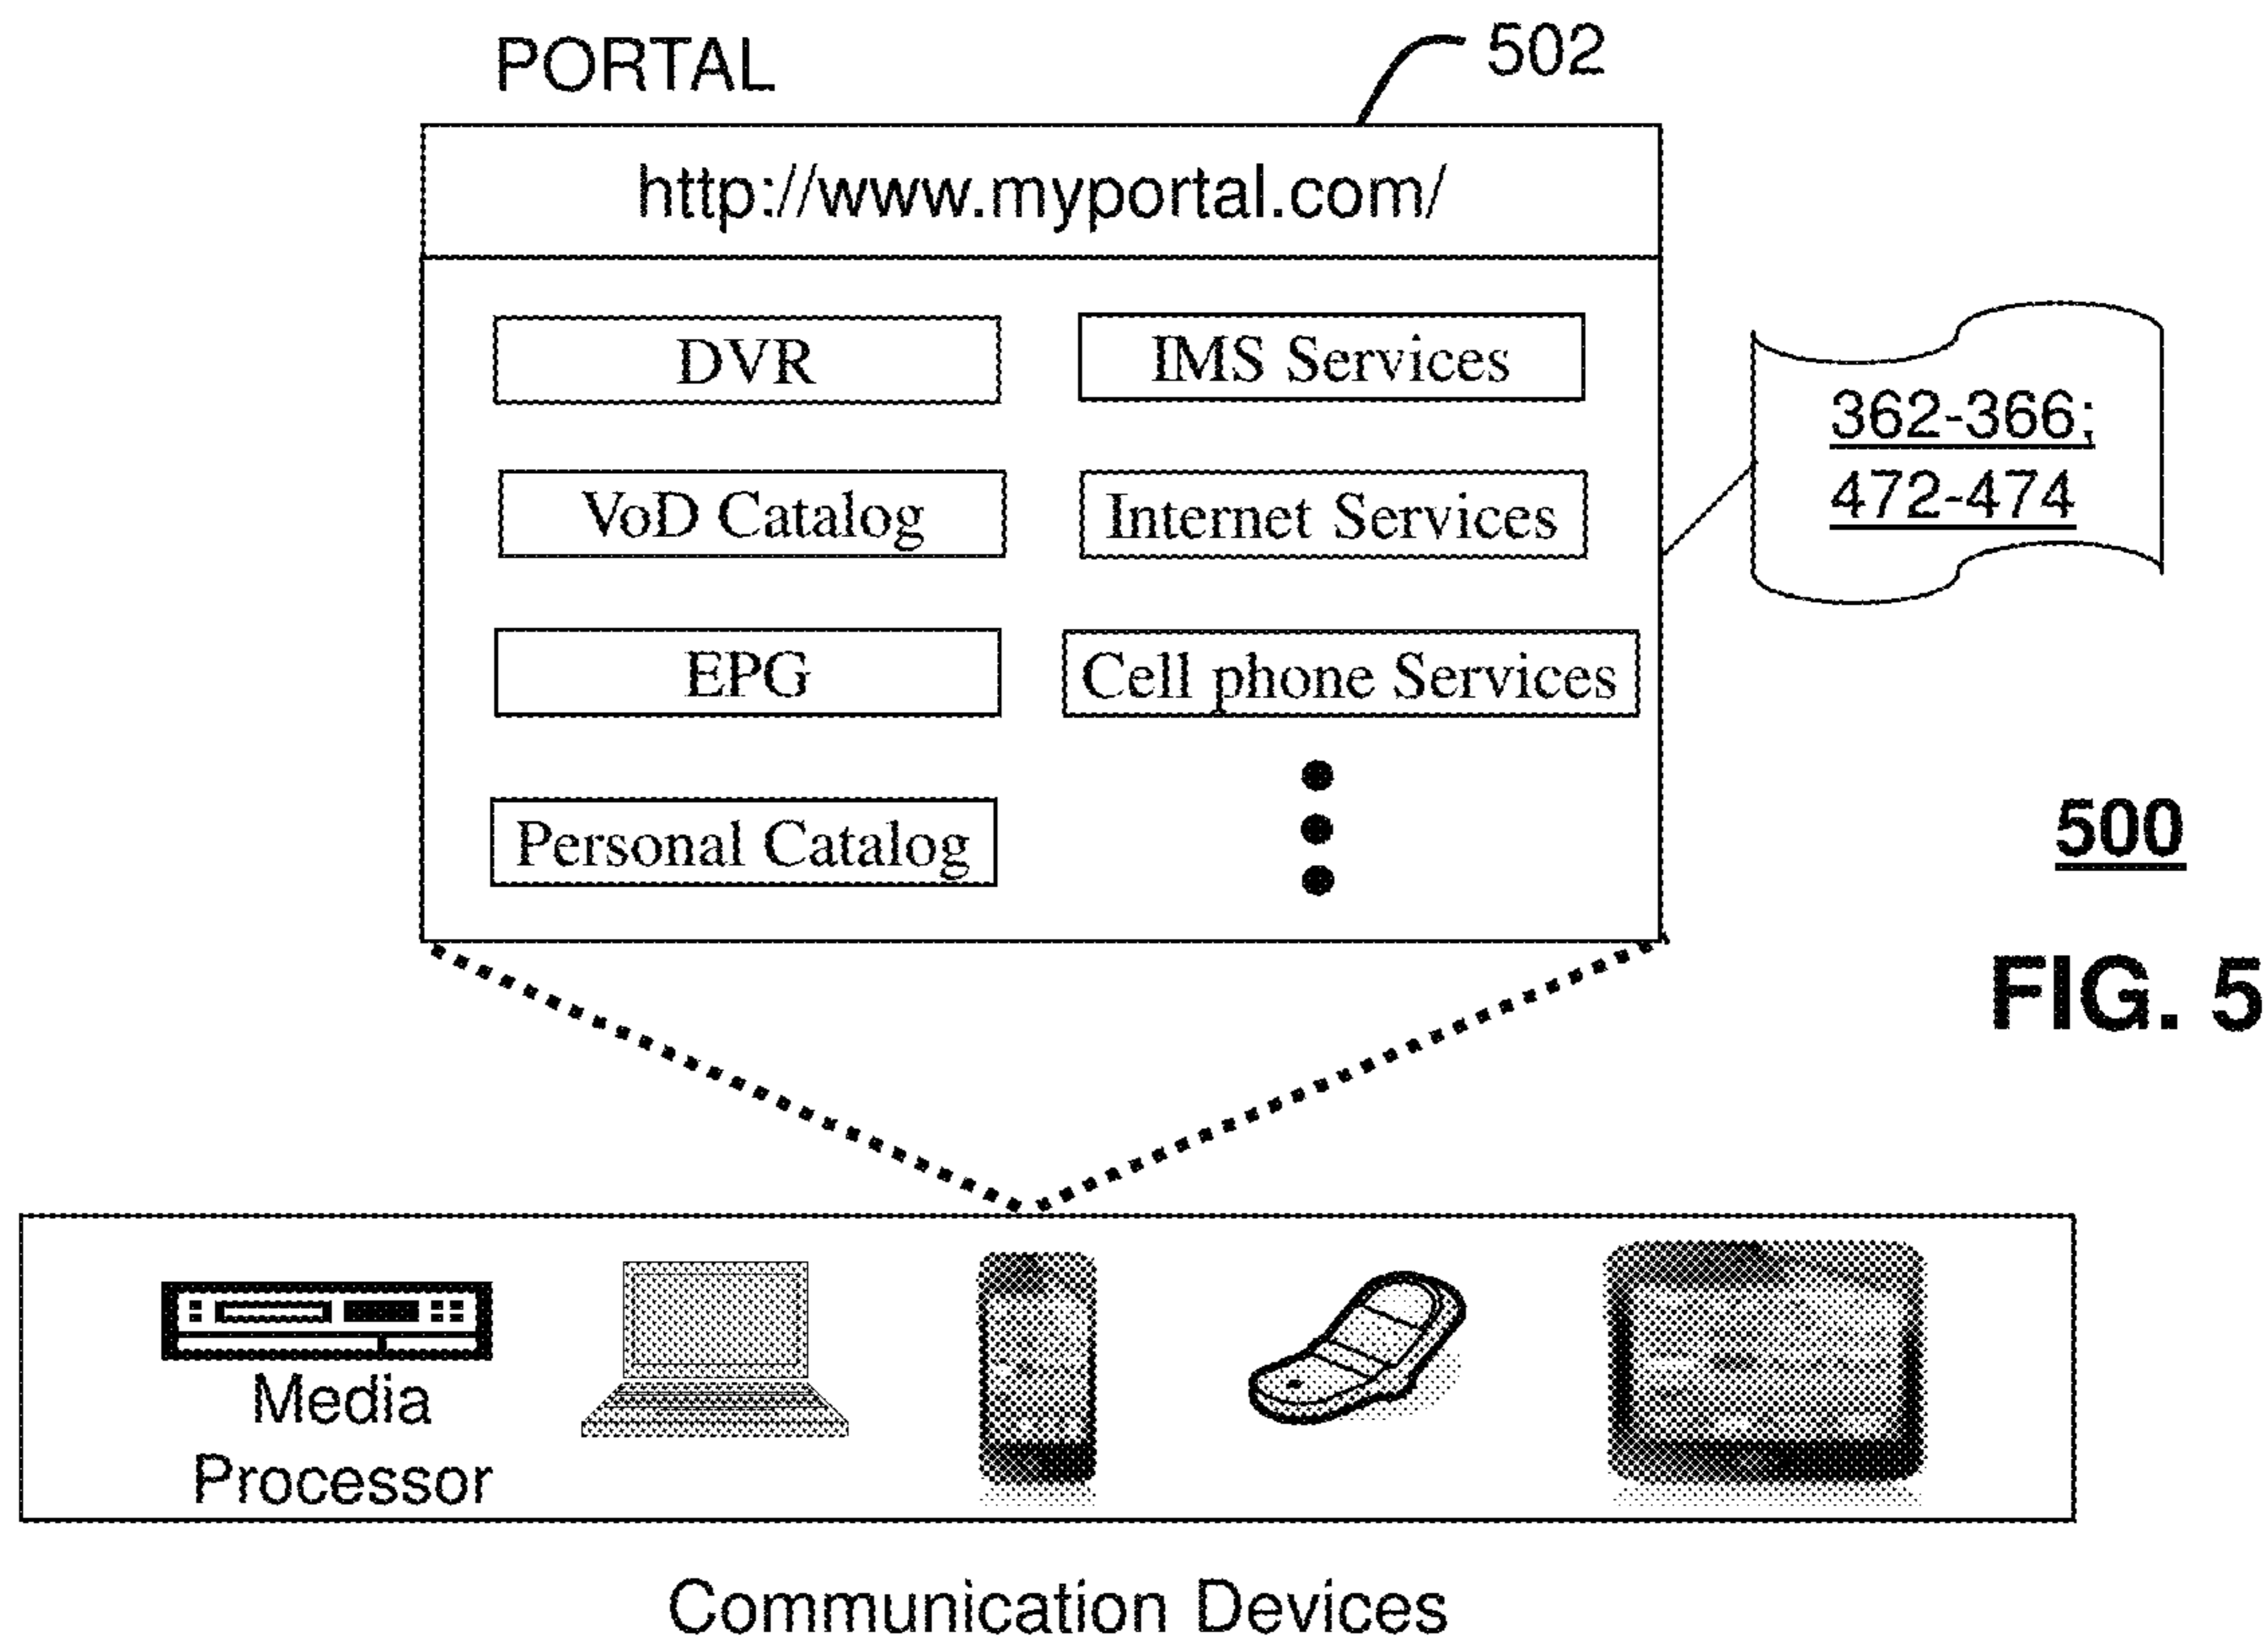 PORTAL
502
http://www.myportal.com/
DVR
IMS Services
VoD Catalog
Internet Services
EPG
Cell phone Services
Personal Catalog
362-366;
472-474
500
FIG. 5
Media
Processor
Communication Devices